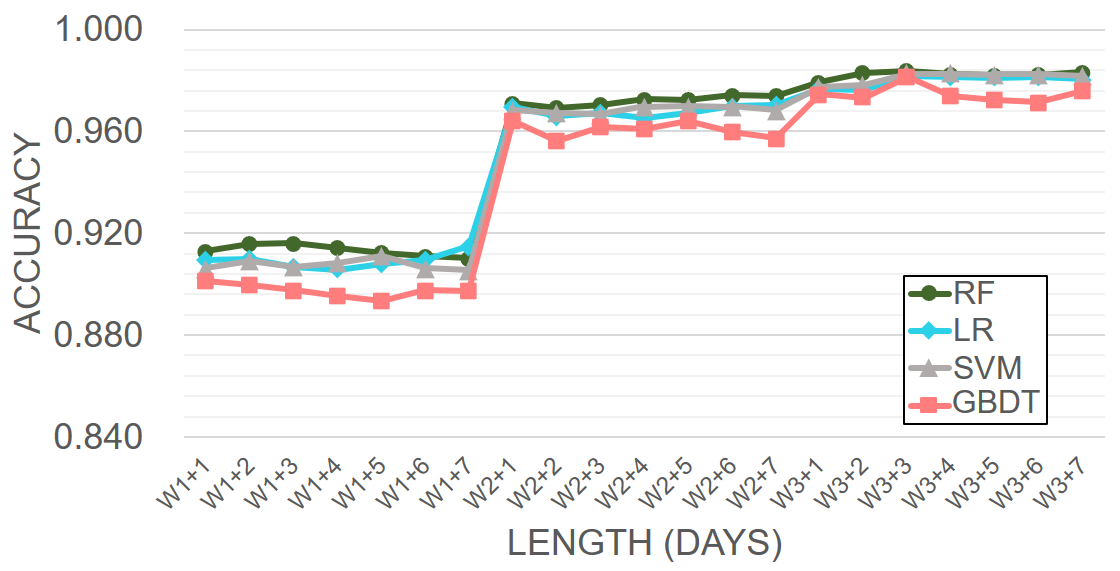 1.000
0.960
0.920
0.880
0.840
ACCURACY
RF
LR
SVM
GBDT
W1+1
W1+2
W1+3
W1+4
W1+5
W1+6
W1+7
W2+1
W2+2
W2+3
W2+4
W2+5
W2+6
W2+7
W3+1
W3+2
W3+3
W3+4
W3+5
W3+6
W3+7
LENGTH (DAYS)